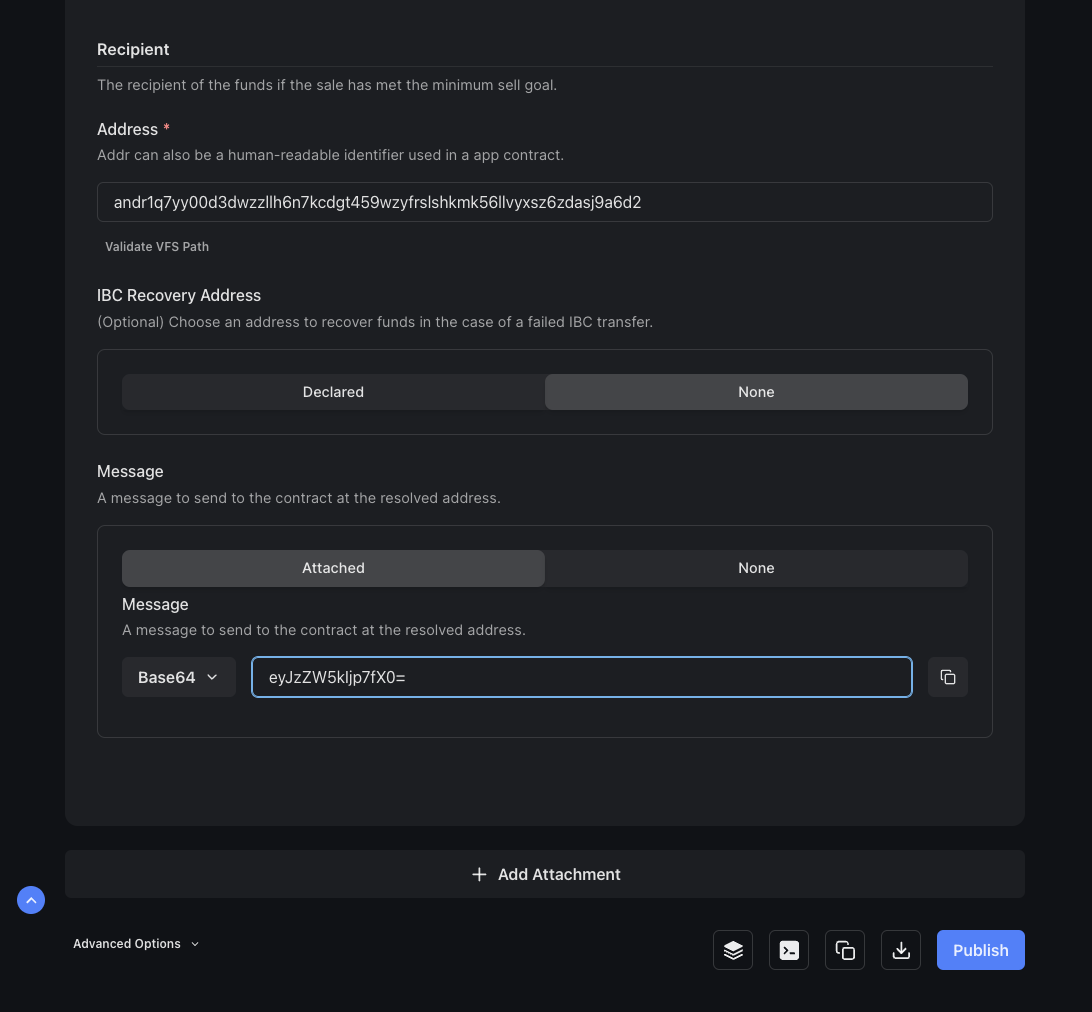 Recipient
The recipient of the funds if the sale has met the minimum sell goal.
Address *
Addr can also be a human-readable identifier used in a app contract.
andr1q7yy00d3dwzzllh6n7kcdgt459wzyfrslshkmk56llvyxsz6zdasj9a6d2
Validate VFS Path
IBC Recovery Address
(Optional) Choose an address to recover funds in the case of a failed IBC transfer.
Declared
None
Message
A message to send to the contract at the resolved address.
Attached
None
Message
A message to send to the contract at the resolved address.
Base64
eyJzZW5kIjp7fX0=
Add Attachment
Advanced Options
Publish